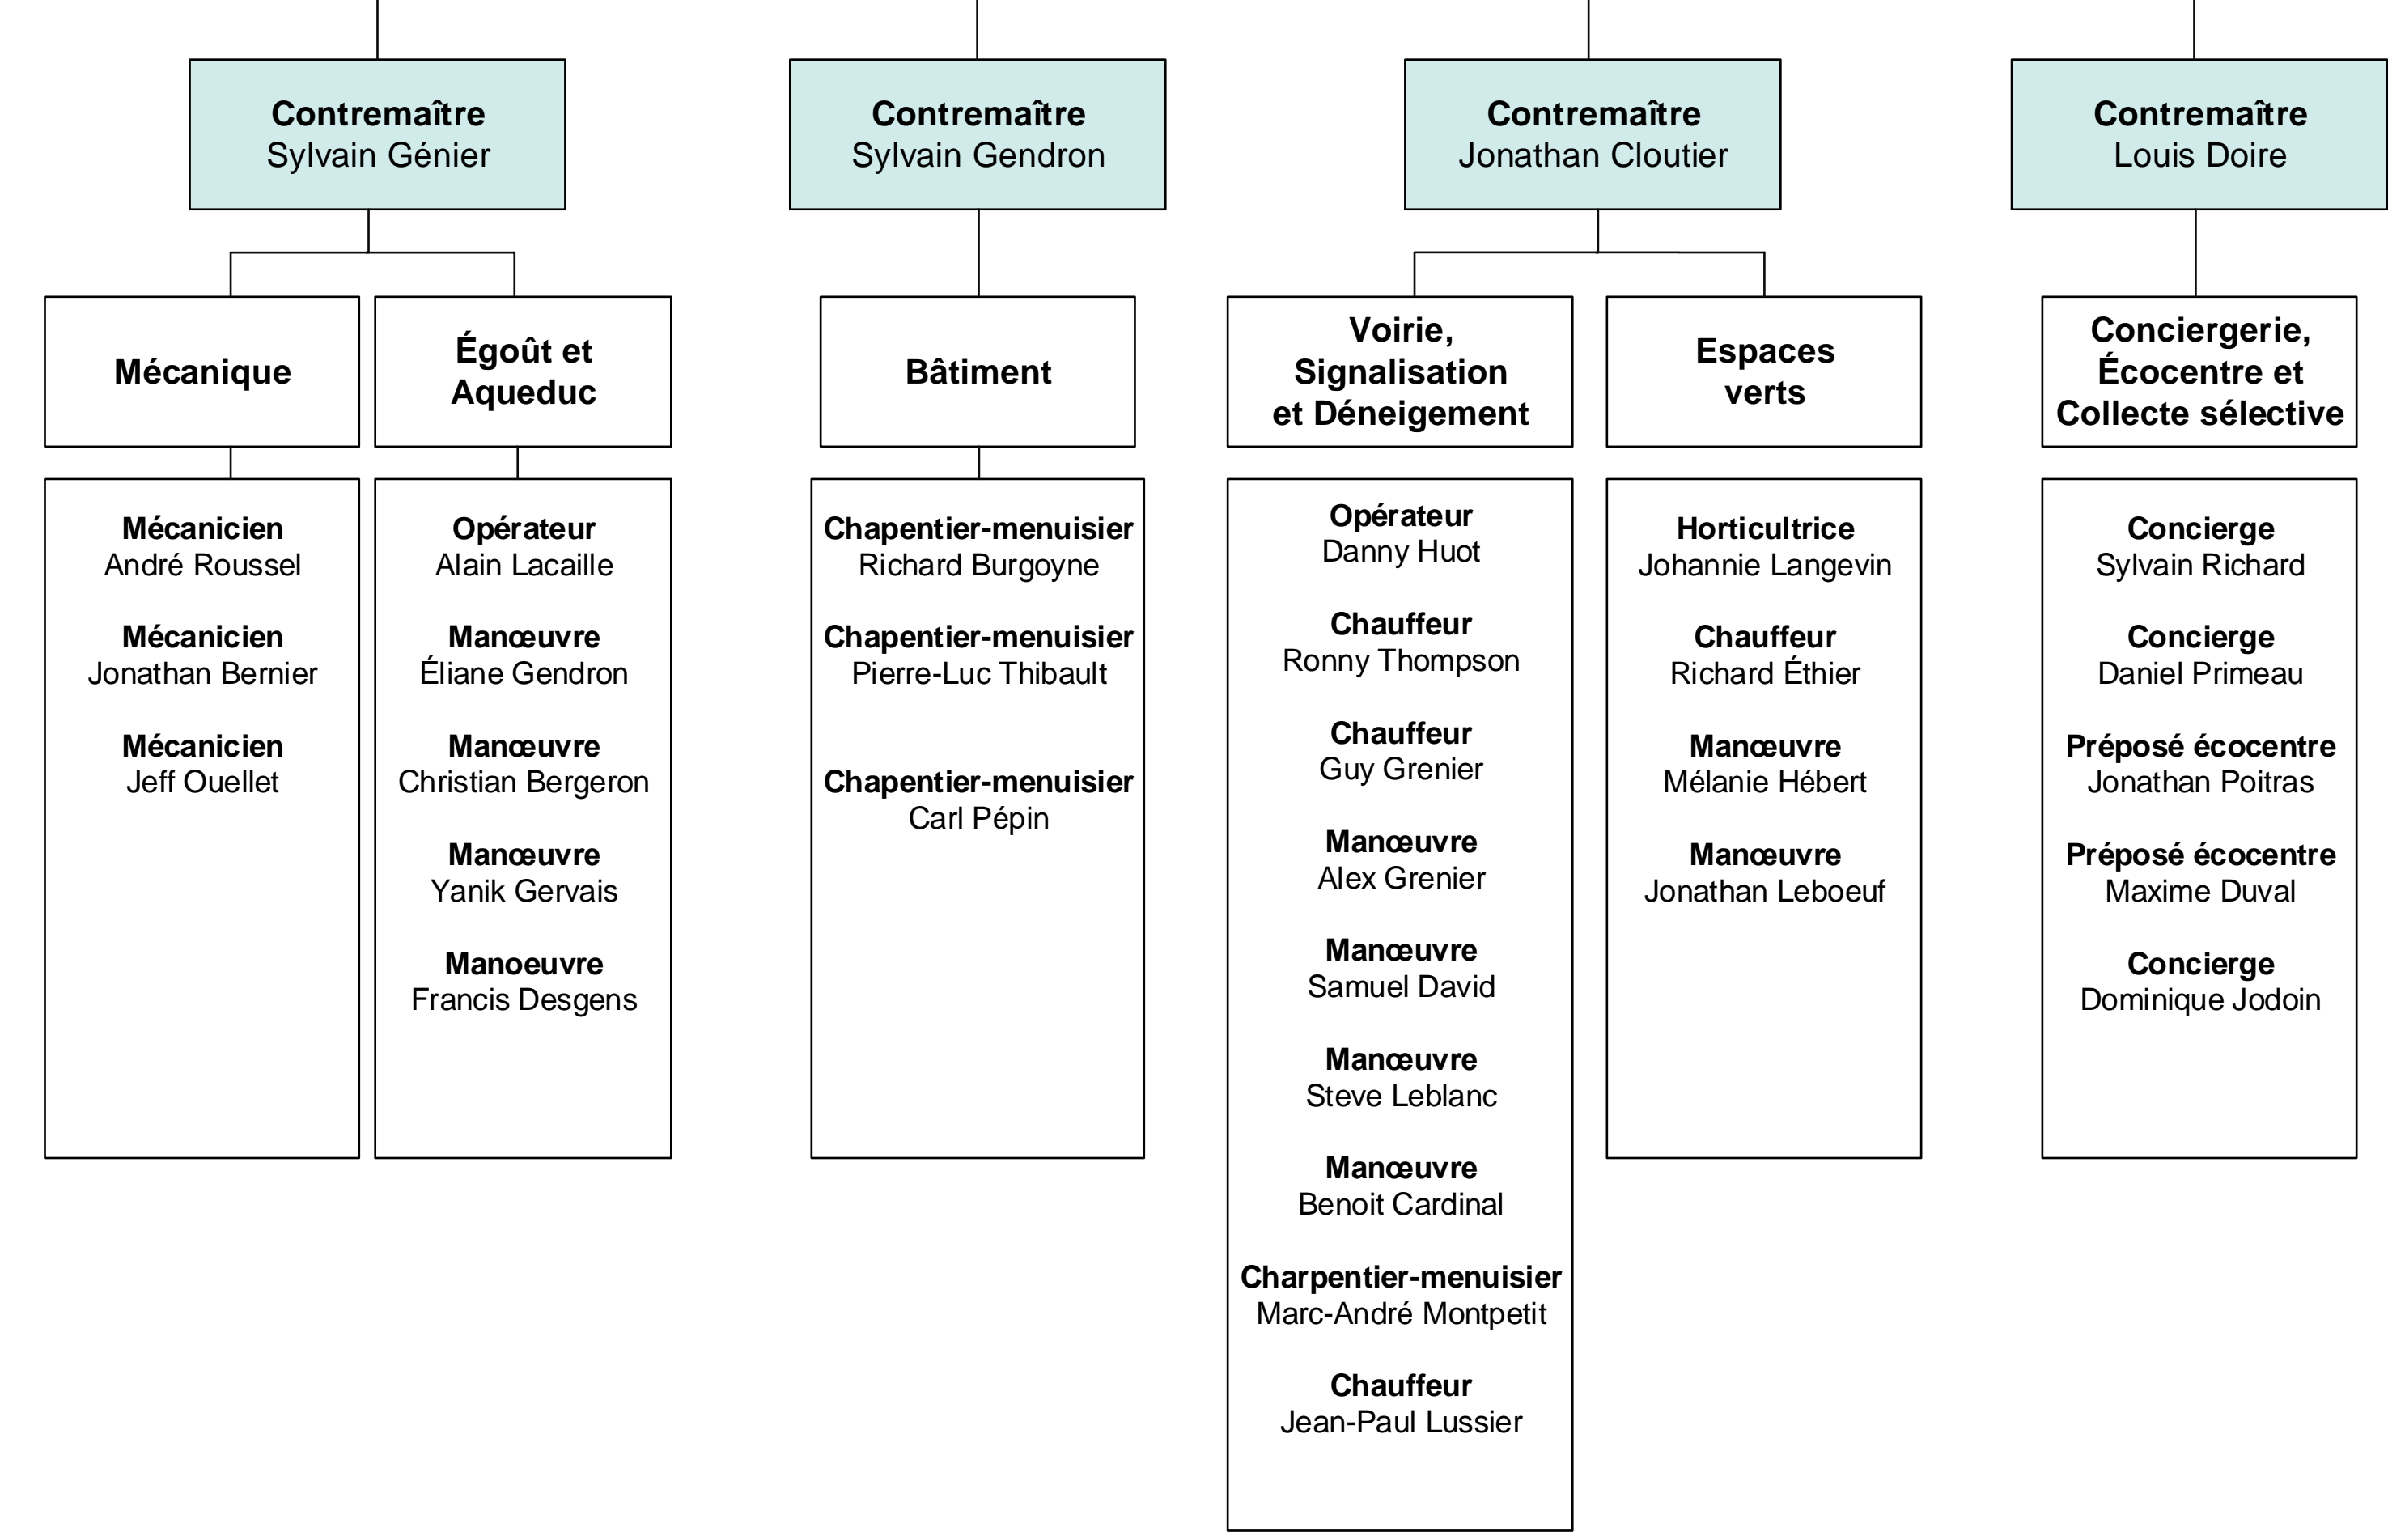 Contremaître
Sylvain Génier
Contremaître
Sylvain Gendron
Contremaître
Jonathan Cloutier
Contremaître
Louis Doire
Mécanique
Égoût et
Aqueduc
Bâtiment
Voirie,
Signalisation
et Déneigement
Espaces
verts
Conciergerie,
Écocentre et
Collecte sélective
Mécanicien
André Roussel
Mécanicien
Jonathan Bernier
Mécanicien
Jeff Ouellet
Opérateur
Alain Lacaille
Manœuvre
Éliane Gendron
Manœuvre
Christian Bergeron
Manœuvre
Yanik Gervais
Manoeuvre
Francis Desgens
Chapentier-menuisier
Richard Burgoyne
Chapentier-menuisier
Pierre-Luc Thibault
Chapentier-menuisier
Carl Pépin
Opérateur
Danny Huot
Chauffeur
Ronny Thompson
Chauffeur
Guy Grenier
Manœuvre
Alex Grenier
Manœuvre
Samuel David
Manœuvre
Steve Leblanc
Manœuvre
Benoit Cardinal
Charpentier-menuisier
Marc-André Montpetit
Chauffeur
Jean-Paul Lussier
Horticultrice
Johannie Langevin
Chauffeur
Richard Éthier
Manœuvre
Mélanie Hébert
Manœuvre
Jonathan Leboeuf
Concierge
Sylvain Richard
Concierge
Daniel Primeau
Préposé écocentre
Jonathan Poitras
Préposé écocentre
Maxime Duval
Concierge
Dominique Jodoin